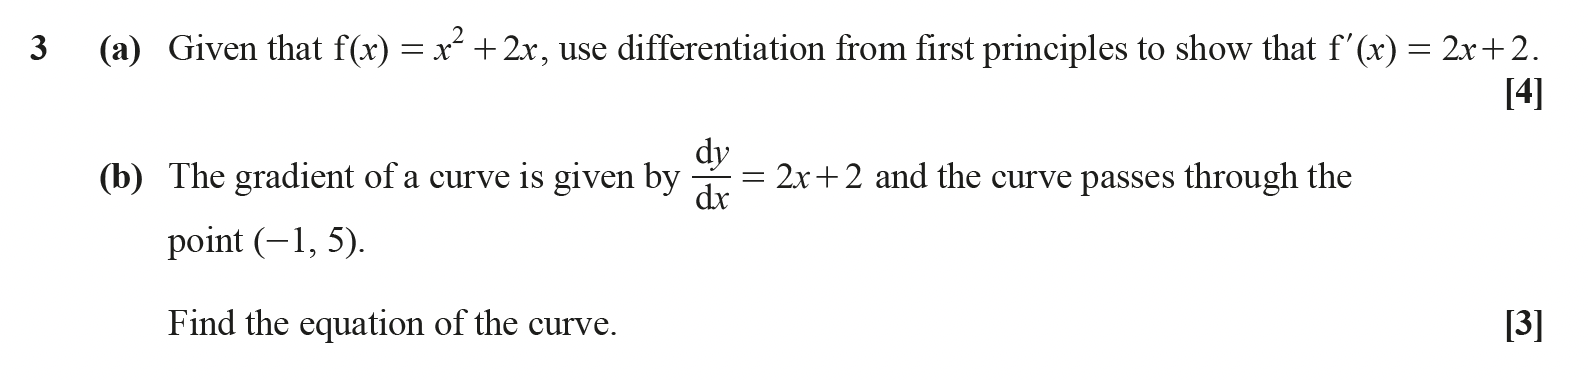 3 (a) Given that f(x) = x² + 2x, use differentiation from first principles to show that f′(x) = 2x + 2.
[4]
(b) The gradient of a curve is given by dy/dx = 2x + 2 and the curve passes through the
point (−1, 5).
Find the equation of the curve. [3]